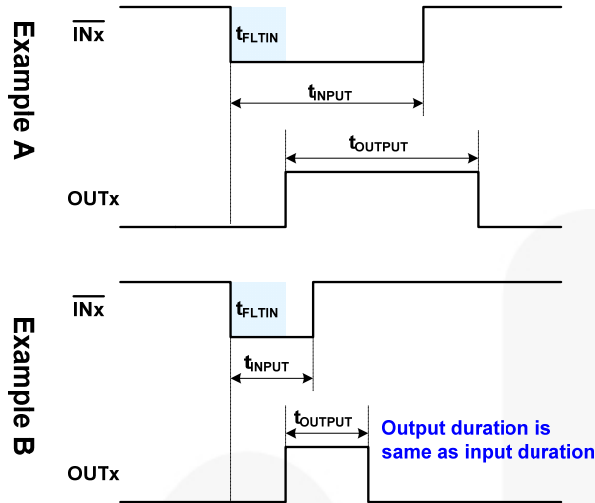 Example A
INx
tFLTIN
tINPUT
tOUTPUT
OUTx
Example B
INx
tFLTIN
tINPUT
tOUTPUT
Output duration is
same as input duration
OUTx